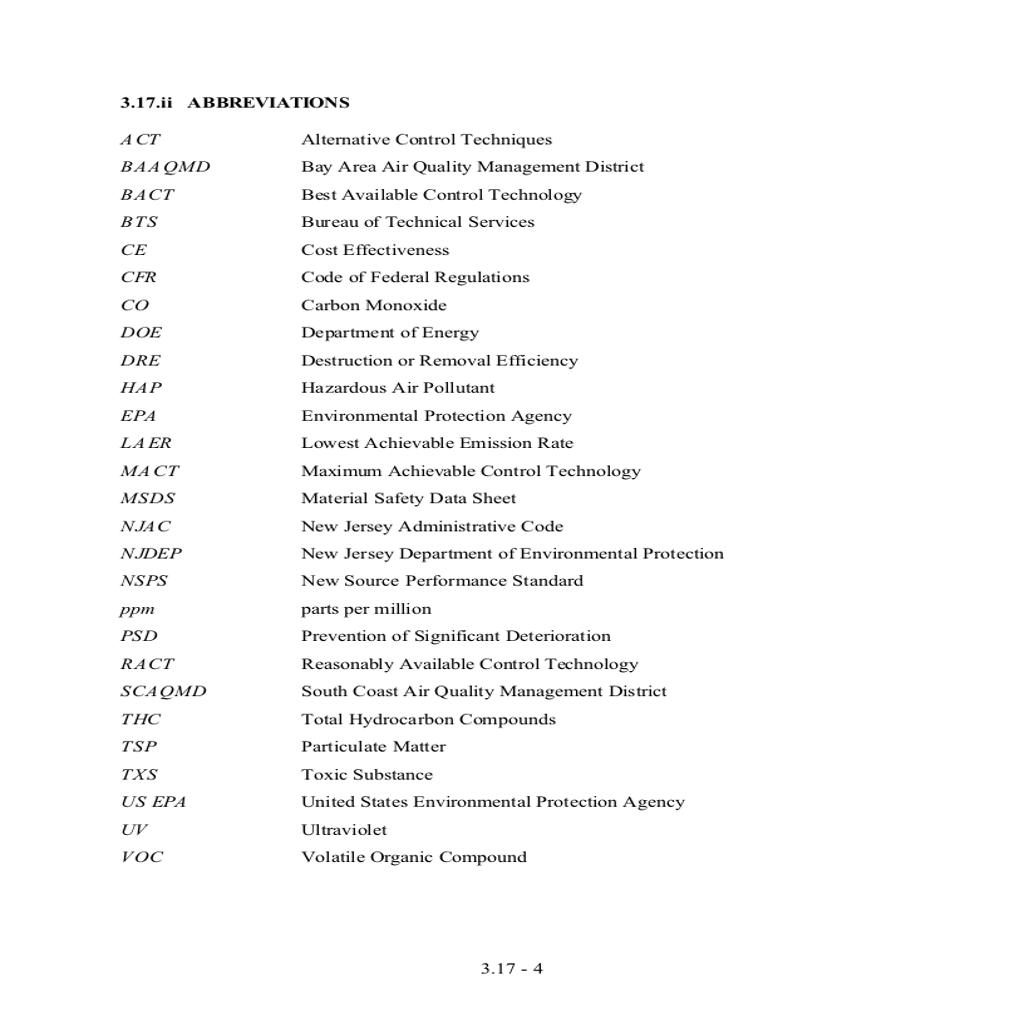 3.17.ii ABBREVIATIONS
ACT Alternative Control Techniques
BAAQMD Bay Area Air Quality Management District
BACT Best Available Control Technology
BTS Bureau of Technical Services
CE Cost Effectiveness
CFR Code of Federal Regulations
CO Carbon Monoxide
DOE Department of Energy
DRE Destruction or Removal Efficiency
HAP Hazardous Air Pollutant
EPA Environmental Protection Agency
LAER Lowest Achievable Emission Rate
MACT Maximum Achievable Control Technology
MSDS Material Safety Data Sheet
NJAC New Jersey Administrative Code
NJDEP New Jersey Department of Environmental Protection
NSPS New Source Performance Standard
ppm parts per million
PSD Prevention of Significant Deterioration
RACT Reasonably Available Control Technology
SCAQMD South Coast Air Quality Management District
THC Total Hydrocarbon Compounds
TSP Particulate Matter
TXS Toxic Substance
US EPA United States Environmental Protection Agency
UV Ultraviolet
VOC Volatile Organic Compound
3.17 - 4